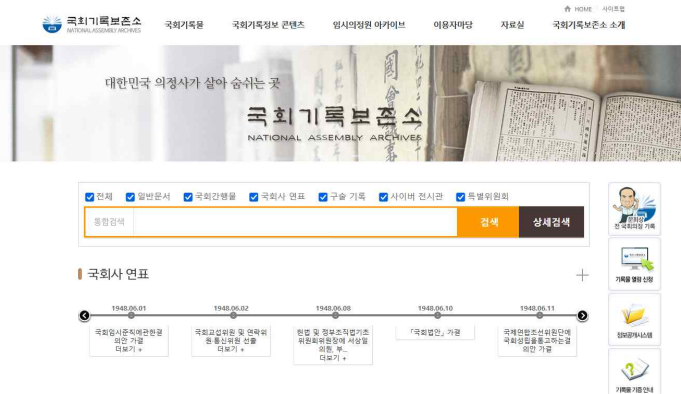 HOME 사이트맵
국회기록보존소
NATIONAL ASSEMBLY ARCHIVES
국회기록물 국회기록정보 콘텐츠 임시의정원 아카이브 이용자마당 자료실 국회기록보존소 소개
대한민국 의정사가 살아 숨쉬는 곳
국회기록보존소
NATIONAL ASSEMBLY ARCHIVES
전체 일반문서 국회간행물 국회사 연표 구술 기록 사이버 전시관 특별위원회
통합검색 검색 상세검색
문희상
전 국회의장 기록
기록물 열람 신청
정보공개시스템
기록물 기증 안내
국회사 연표
1948.06.01
국회임시준칙에관한결
의안 가결
더보기 +
1948.06.02
국회교섭위원 및 연락위
원·통신위원 선출
더보기 +
1948.06.08
헌법 및 정부조직법기초
위원회위원장에 서상일
의원, 부...
더보기 +
1948.06.10
「국회법안」 가결
1948.06.11
국제연합조선위원단에
국회성립을통고하는결
의안 가결